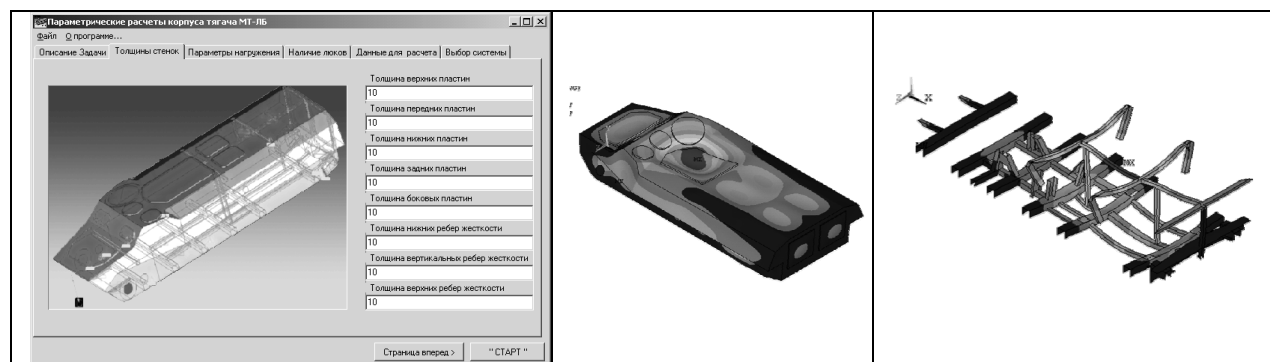 Параметрические расчеты корпуса тягача МТ-ЛБ
Файл О программе...
Описание Задачи Толщины стенок Параметры нагружения Наличие люков Данные для расчета Выбор системы
Толщина верхних пластин
10
Толщина передних пластин
10
Толщина нижних пластин
10
Толщина задних пластин
10
Толщина боковых пластин
10
Толщина нижних ребер жесткости
10
Толщина вертикальных ребер жесткости
10
Толщина верхних ребер жесткости
10
Страница вперед > "СТАРТ"
X
MX